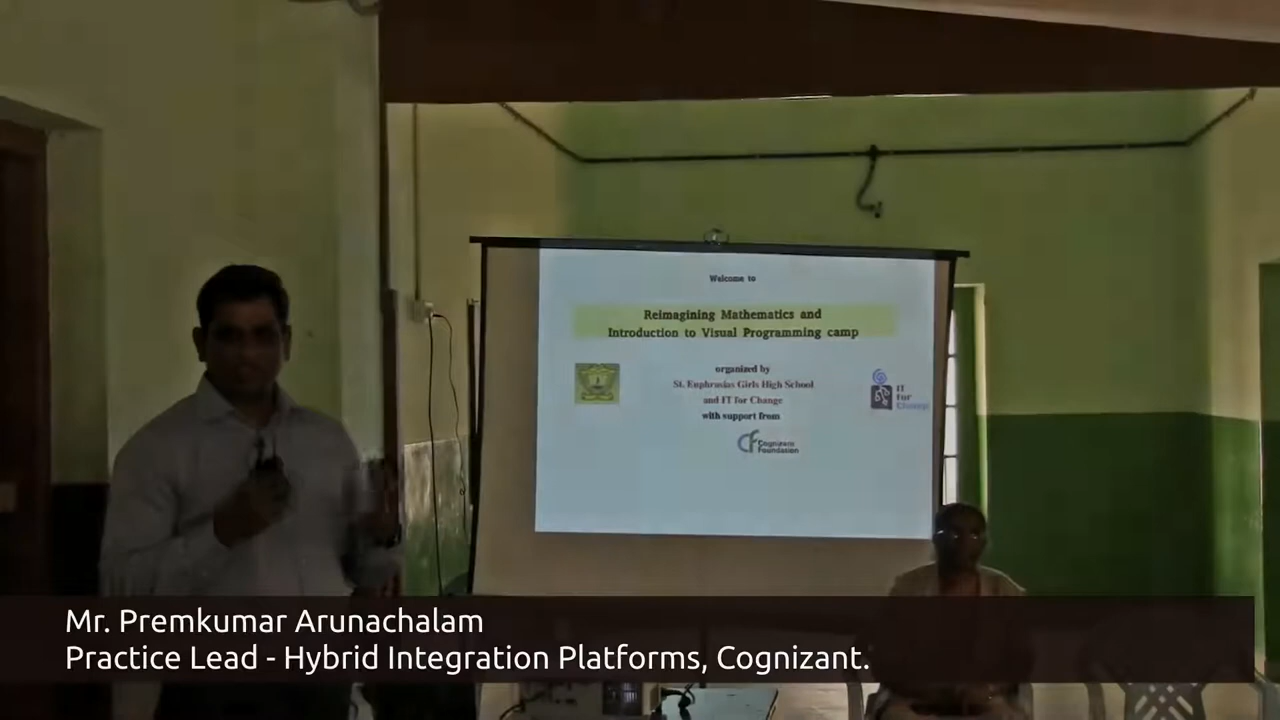 Welcome to
Reimagining Mathematics and
Introduction to Visual Programming camp
organized by
St. Euphrasias Girls High School
and IT for Change
with support from
IT
for
Change
Cognizant
Foundation
Mr. Premkumar Arunachalam
Practice Lead - Hybrid Integration Platforms, Cognizant.